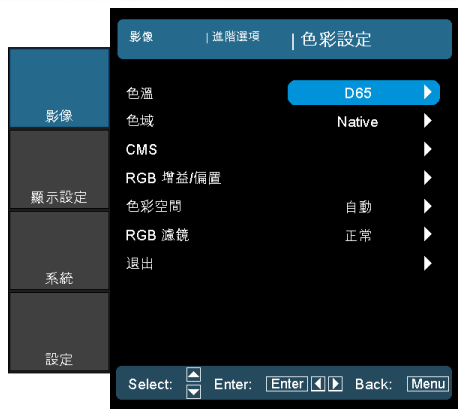 影像 |進階選項 |色彩設定
影像
顯示設定
系統
設定
色溫 D65
色域 Native
CMS
RGB 增益/偏置
色彩空間 自動
RGB 濾鏡 正常
退出
Select: Enter: Enter Back: Menu